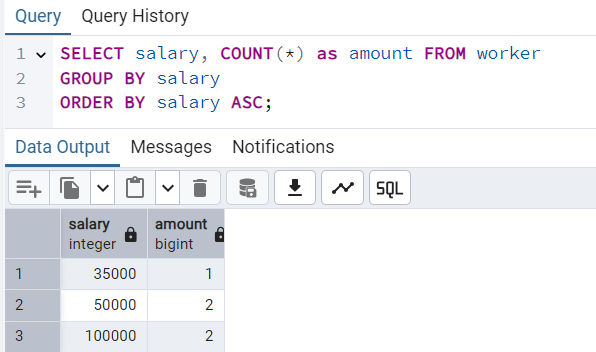 Query Query History
1 SELECT salary, COUNT(*) as amount FROM worker
2 GROUP BY salary
3 ORDER BY salary ASC;
Data Output Messages Notifications
SQL
salary amount
integer bigint
1 35000 1
2 50000 2
3 100000 2